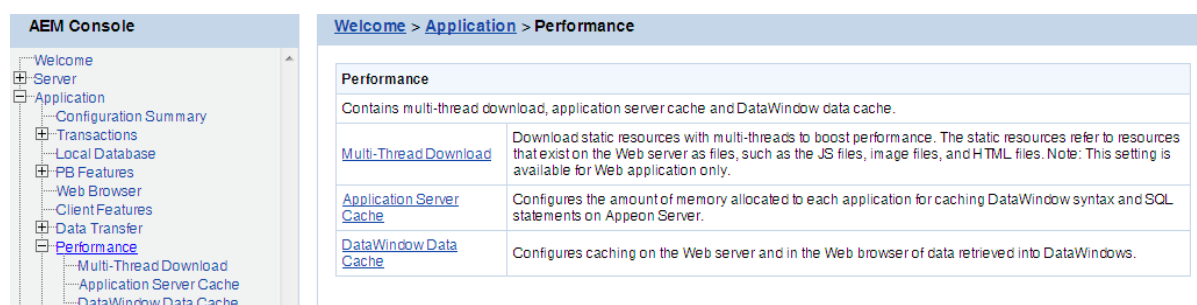 AEM Console
Welcome
Server
Application
Configuration Summary
Transactions
Local Database
PB Features
Web Browser
Client Features
Data Transfer
Performance
Multi-Thread Download
Application Server Cache
DataWindow Data Cache
Welcome > Application > Performance
Performance
Contains multi-thread download, application server cache and DataWindow data cache.
Multi-Thread Download
Download static resources with multi-threads to boost performance. The static resources refer to resources
that exist on the Web server as files, such as the JS files, image files, and HTML files. Note: This setting is
available for Web application only.
Application Server
Cache
Configures the amount of memory allocated to each application for caching DataWindow syntax and SQL
statements on Appeon Server.
DataWindow Data
Cache
Configures caching on the Web server and in the Web browser of data retrieved into DataWindows.